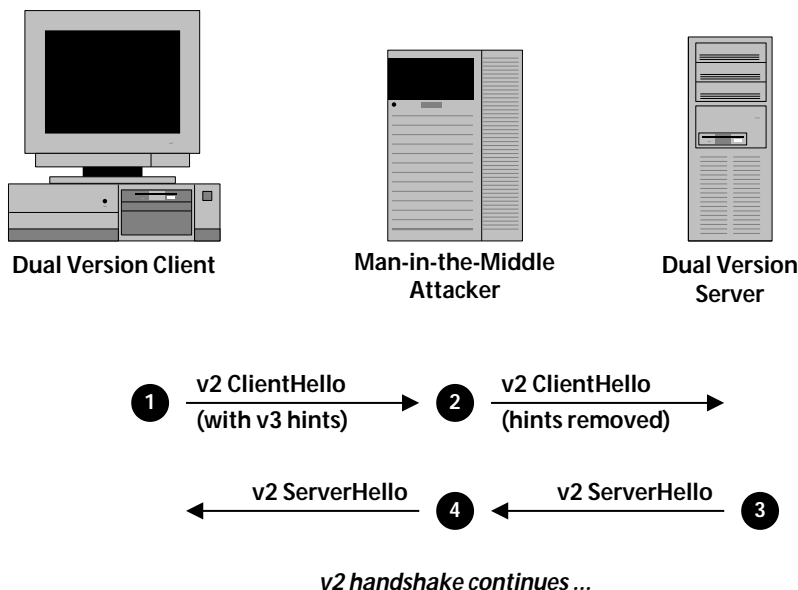 Dual Version Client
Man-in-the-Middle
Attacker
Dual Version
Server
1
v2 ClientHello
(with v3 hints)
2
v2 ClientHello
(hints removed)
v2 ServerHello
4
v2 ServerHello
3
v2 handshake continues ...